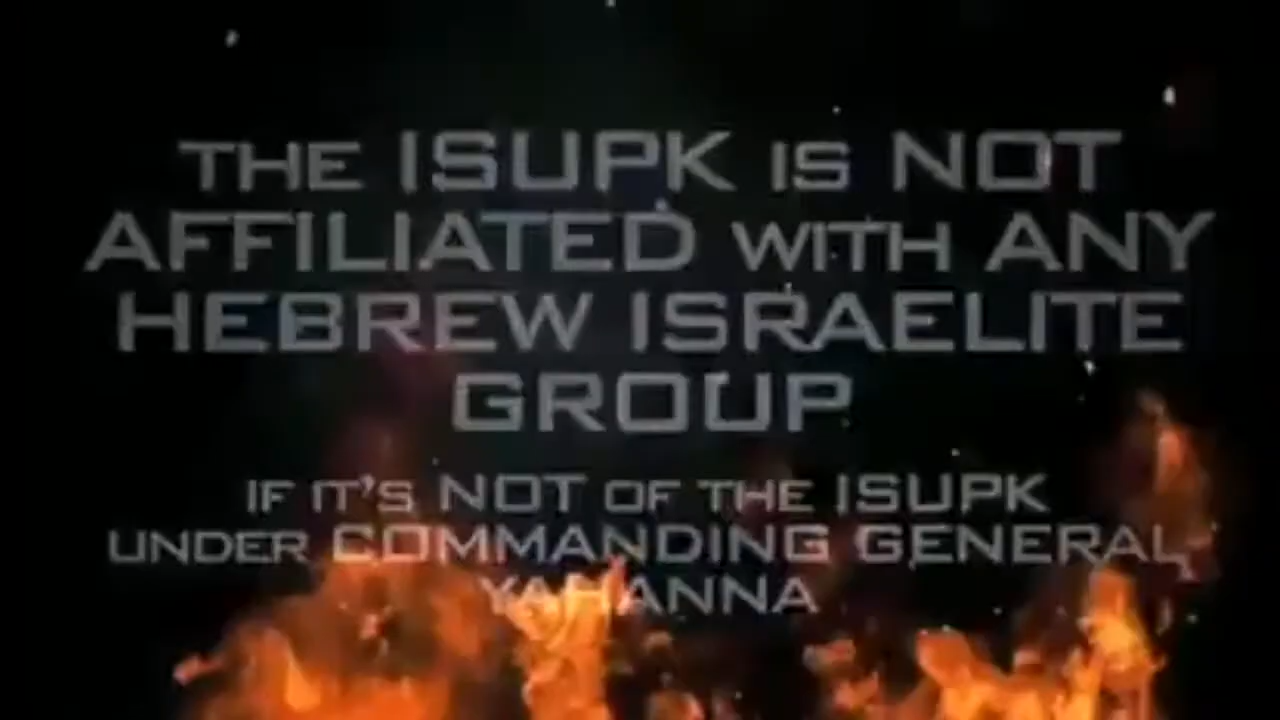 THE ISUPK IS NOT
AFFILIATED WITH ANY
HEBREW ISRAELITE
GROUP
IF IT'S NOT OF THE ISUPK
UNDER COMMANDING GENERAL
YAHANNA